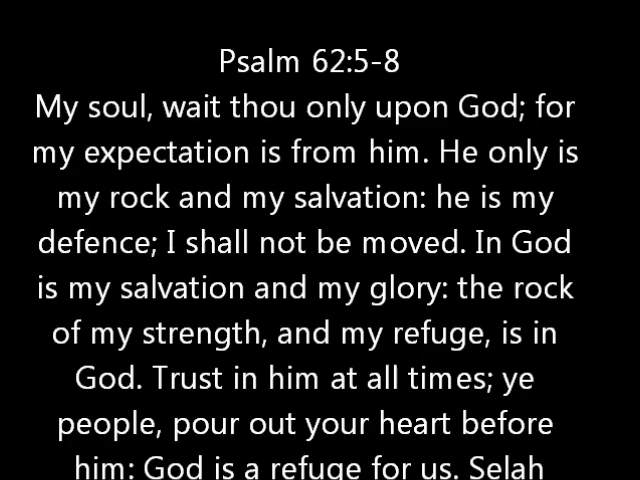 Psalm 62:5-8
My soul, wait thou only upon God; for
my expectation is from him. He only is
my rock and my salvation: he is my
defence; I shall not be moved. In God
is my salvation and my glory: the rock
of my strength, and my refuge, is in
God. Trust in him at all times; ye
people, pour out your heart before
him: God is a refuge for us. Selah